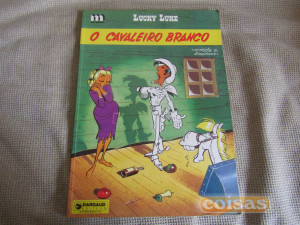 m LUCKY LUKE
O CAVALEIRO BRANCO
DARGAUD
coisas